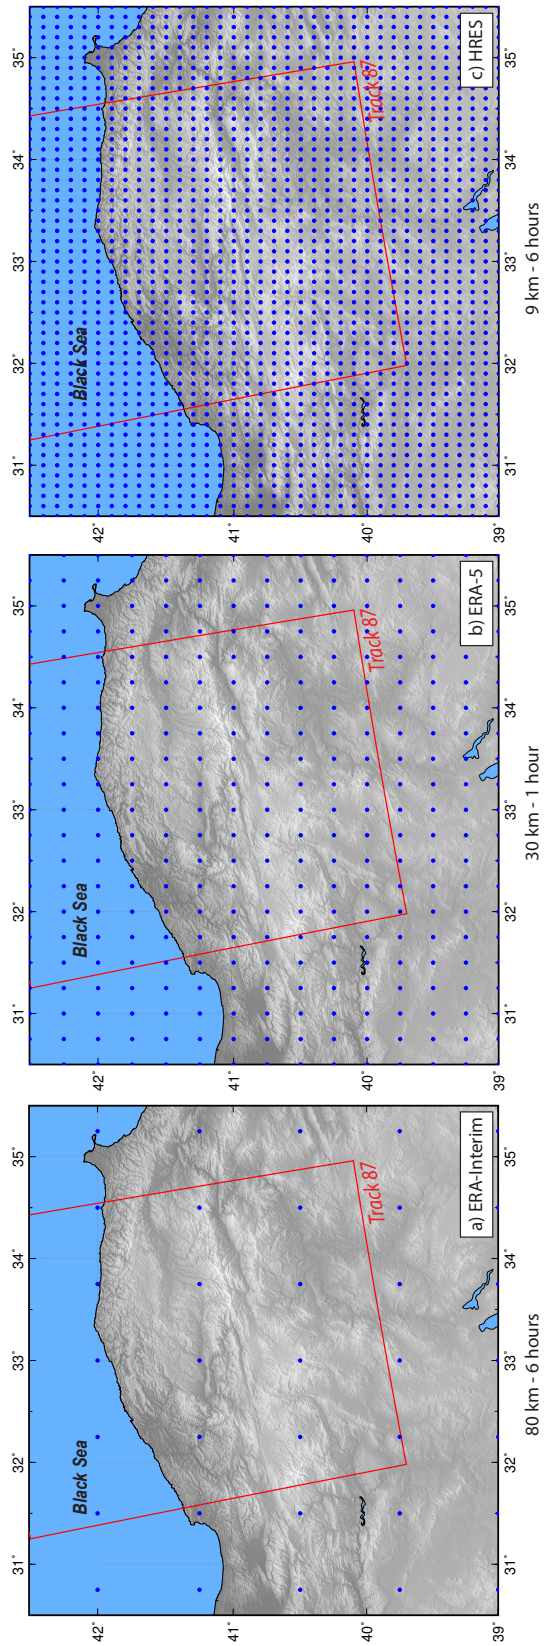 31° 32° 33° 34° 35°
42°
41°
40°
39°
Black Sea
Track 87
a) ERA-Interim
80 km - 6 hours
31° 32° 33° 34° 35°
42°
41°
40°
39°
Black Sea
Track 87
b) ERA-5
30 km - 1 hour
31° 32° 33° 34° 35°
42°
41°
40°
39°
Black Sea
Track 87
c) HRES
9 km - 6 hours